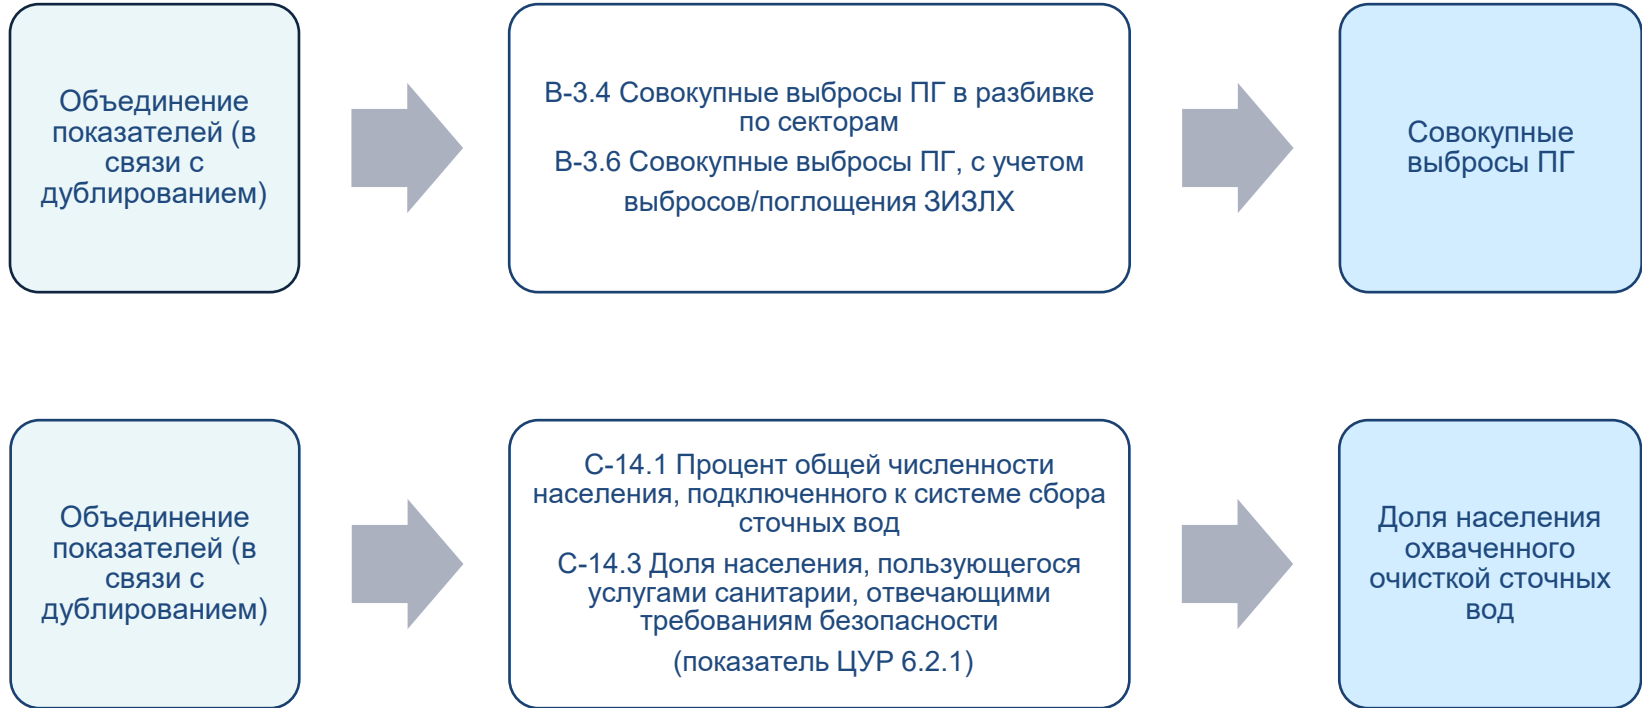 Объединение
показателей (в
связи с
дублированием)
В-3.4 Совокупные выбросы ПГ в разбивке
по секторам
В-3.6 Совокупные выбросы ПГ, с учетом
выбросов/поглощения ЗИЗЛХ
Совокупные
выбросы ПГ
Объединение
показателей (в
связи с
дублированием)
С-14.1 Процент общей численности
населения, подключенного к системе сбора
сточных вод
С-14.3 Доля населения, пользующегося
услугами санитарии, отвечающими
требованиям безопасности
(показатель ЦУР 6.2.1)
Доля населения
охваченного
очисткой сточных
вод